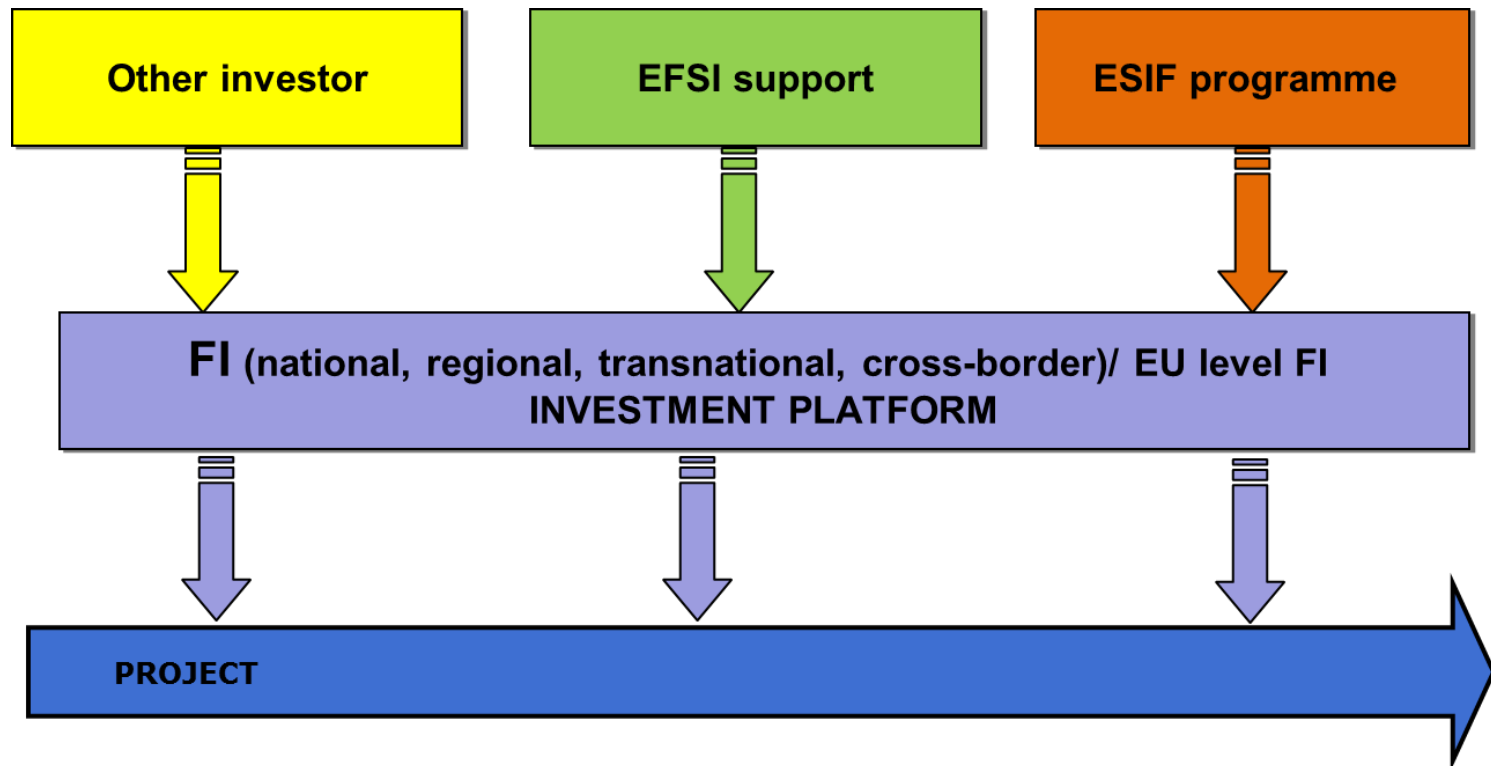 Other investor
EFSI support
ESIF programme
FI (national, regional, transnational, cross-border)/ EU level FI
INVESTMENT PLATFORM
PROJECT